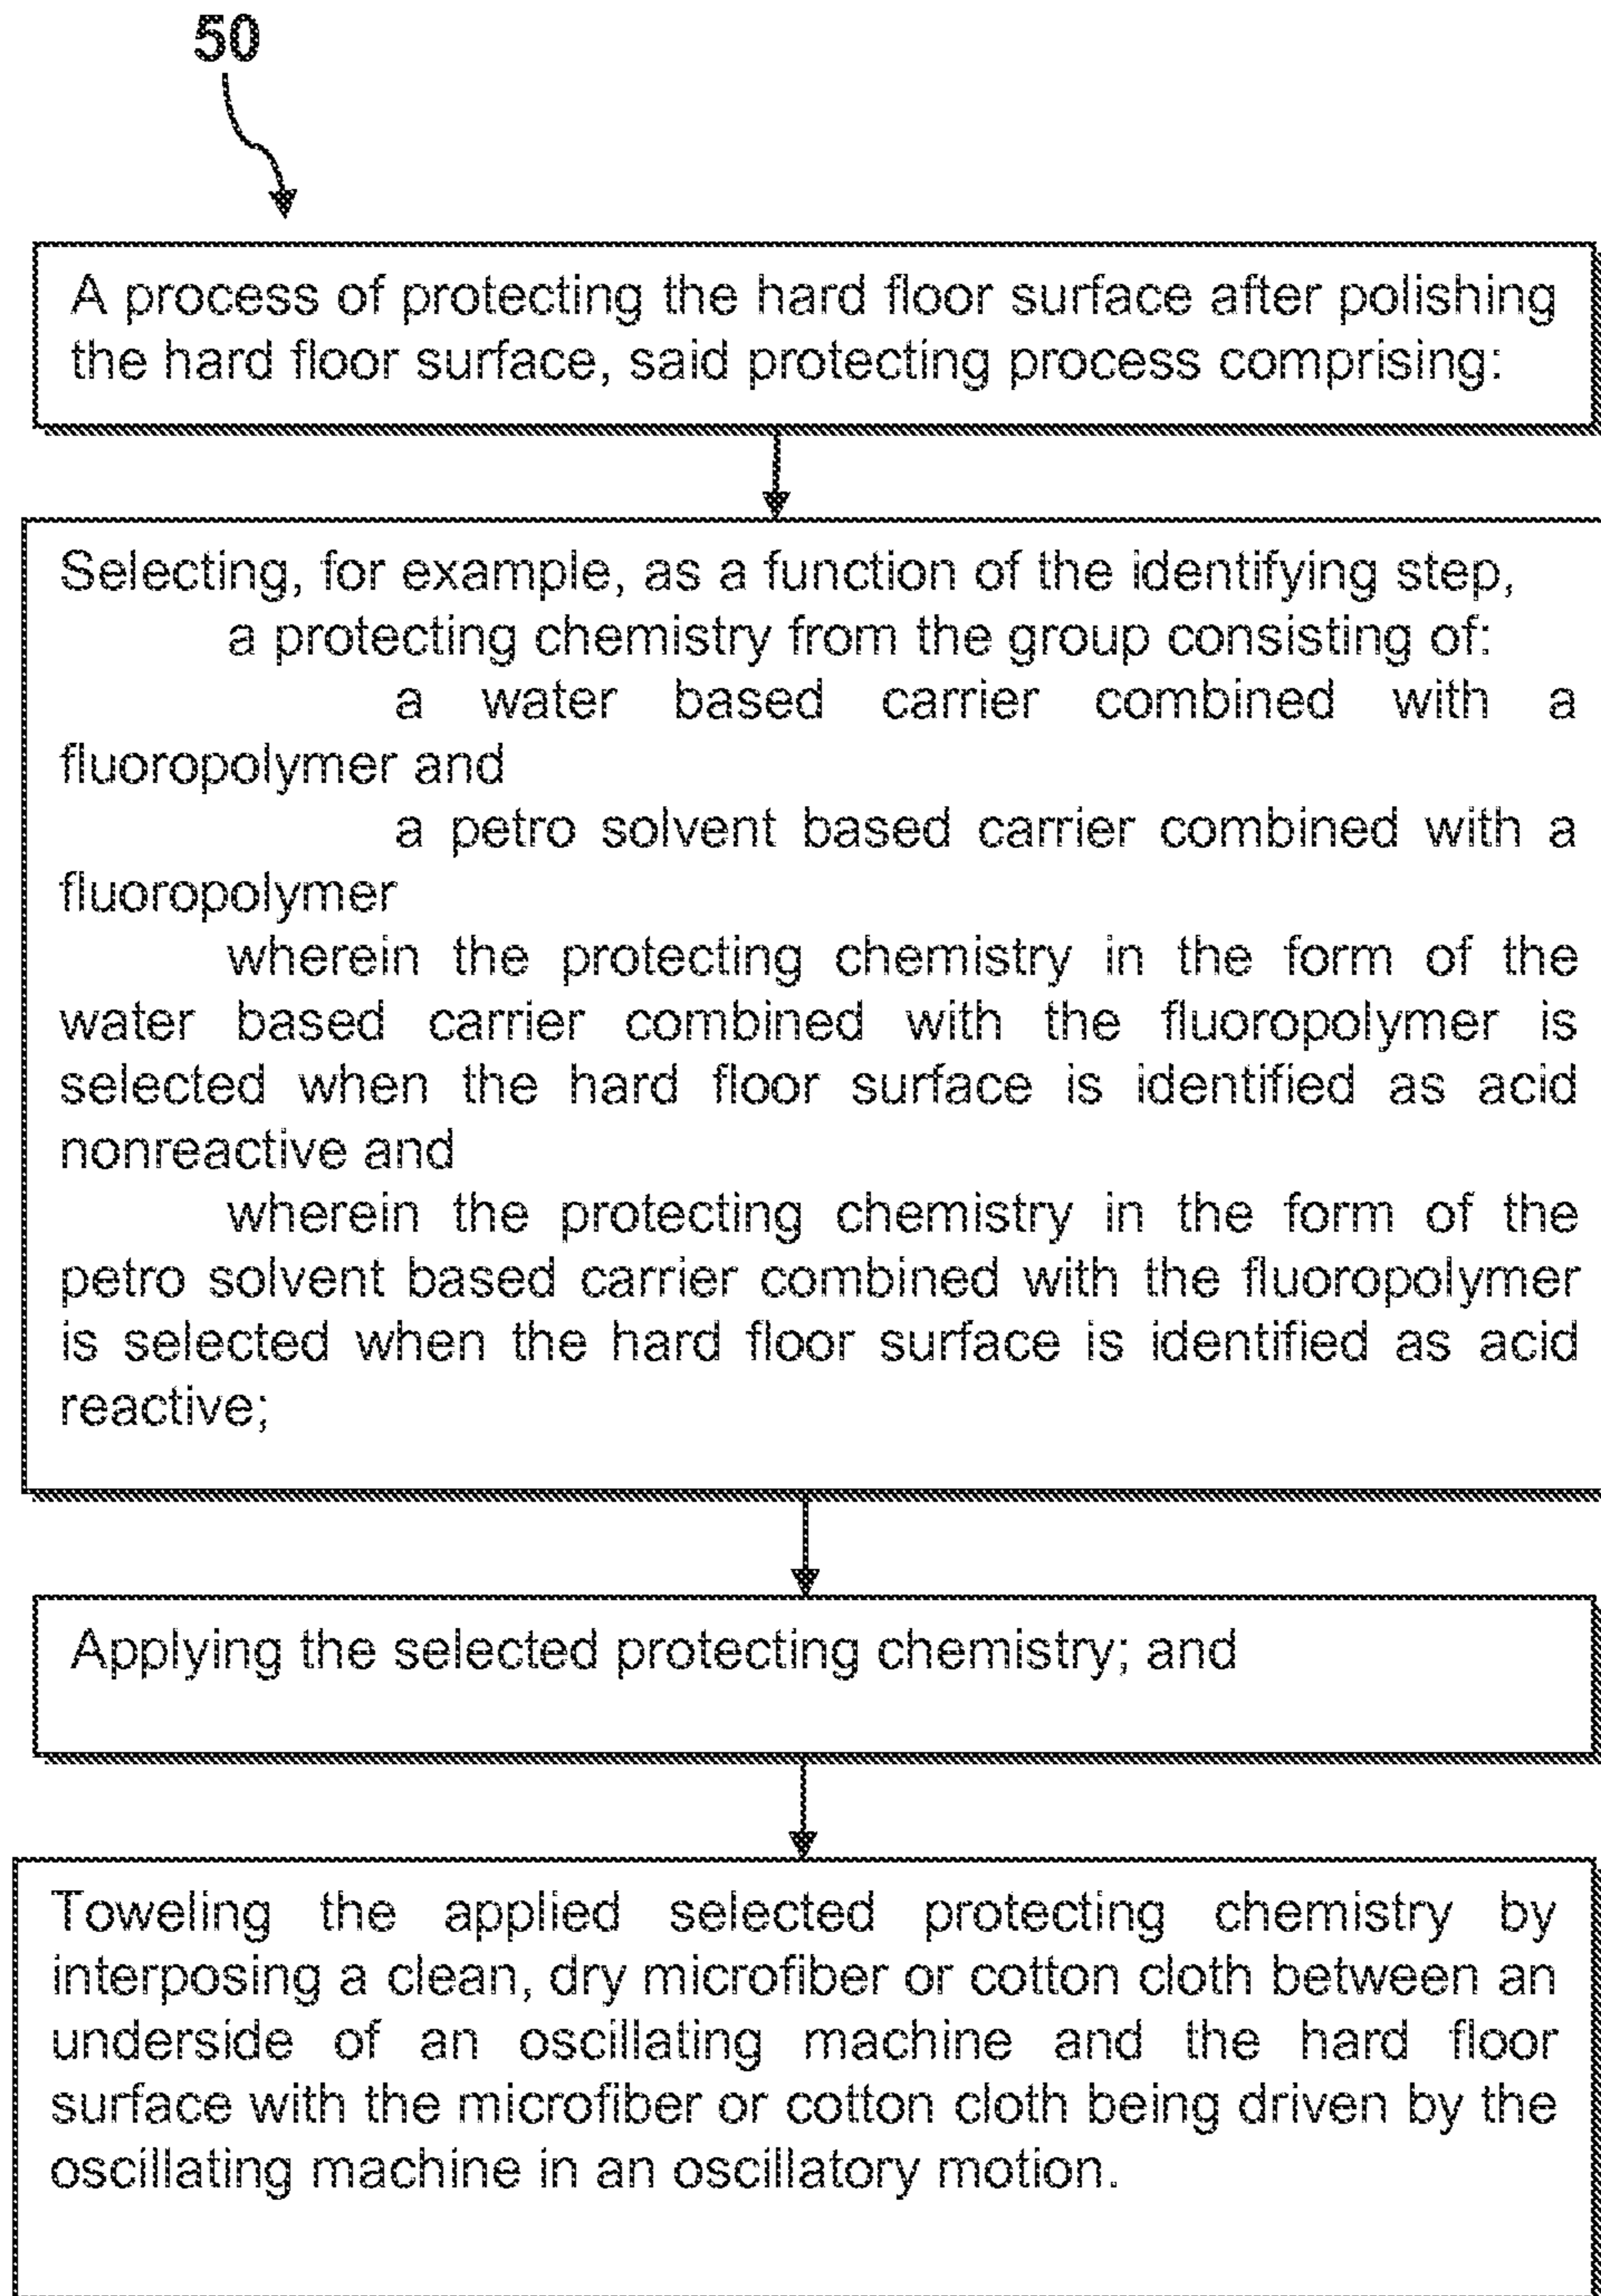 50
A process of protecting the hard floor surface after polishing
the hard floor surface, said protecting process comprising:
Selecting, for example, as a function of the identifying step,
a protecting chemistry from the group consisting of:
a water based carrier combined with a
fluoropolymer and
a petro solvent based carrier combined with a
fluoropolymer
wherein the protecting chemistry in the form of the
water based carrier combined with the fluoropolymer is
selected when the hard floor surface is identified as acid
nonreactive and
wherein the protecting chemistry in the form of the
petro solvent based carrier combined with the fluoropolymer
is selected when the hard floor surface is identified as acid
reactive;
Applying the selected protecting chemistry; and
Toweling the applied selected protecting chemistry by
interposing a clean, dry microfiber or cotton cloth between an
underside of an oscillating machine and the hard floor
surface with the microfiber or cotton cloth being driven by the
oscillating machine in an oscillatory motion.